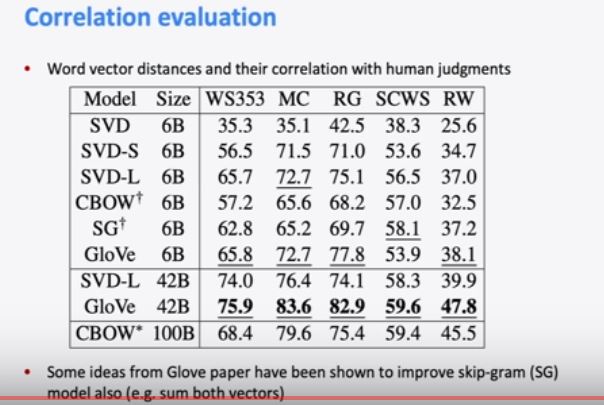 Correlation evaluation
• Word vector distances and their correlation with human judgments
Model Size WS353 MC RG SCWS RW
SVD 6B 35.3 35.1 42.5 38.3 25.6
SVD-S 6B 56.5 71.5 71.0 53.6 34.7
SVD-L 6B 65.7 72.7 75.1 56.5 37.0
CBOW† 6B 57.2 65.6 68.2 57.0 32.5
SG† 6B 62.8 65.2 69.7 58.1 37.2
GloVe 6B 65.8 72.7 77.8 53.9 38.1
SVD-L 42B 74.0 76.4 74.1 58.3 39.9
GloVe 42B 75.9 83.6 82.9 59.6 47.8
CBOW* 100B 68.4 79.6 75.4 59.4 45.5
• Some ideas from Glove paper have been shown to improve skip-gram (SG)
model also (e.g. sum both vectors)